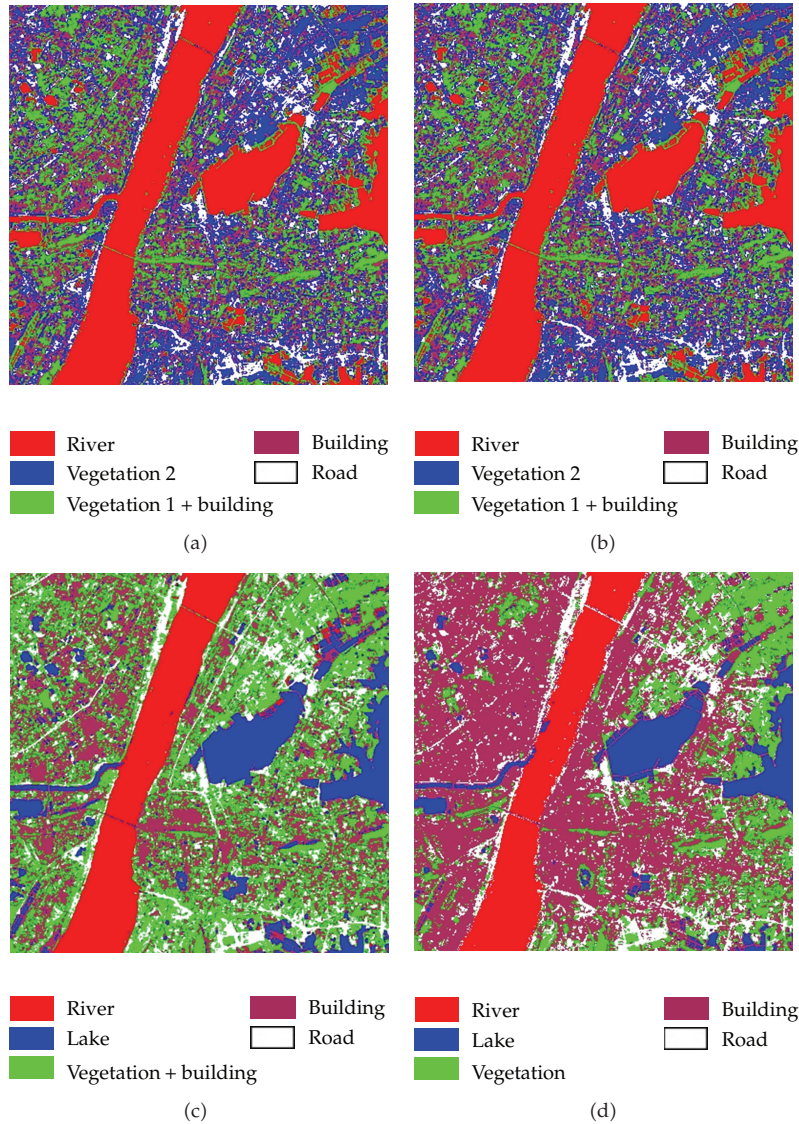 River
Building
Vegetation 2
Road
Vegetation 1 + building
(a)
River
Building
Vegetation 2
Road
Vegetation 1 + building
(b)
River
Building
Lake
Road
Vegetation + building
(c)
River
Building
Lake
Road
Vegetation
(d)